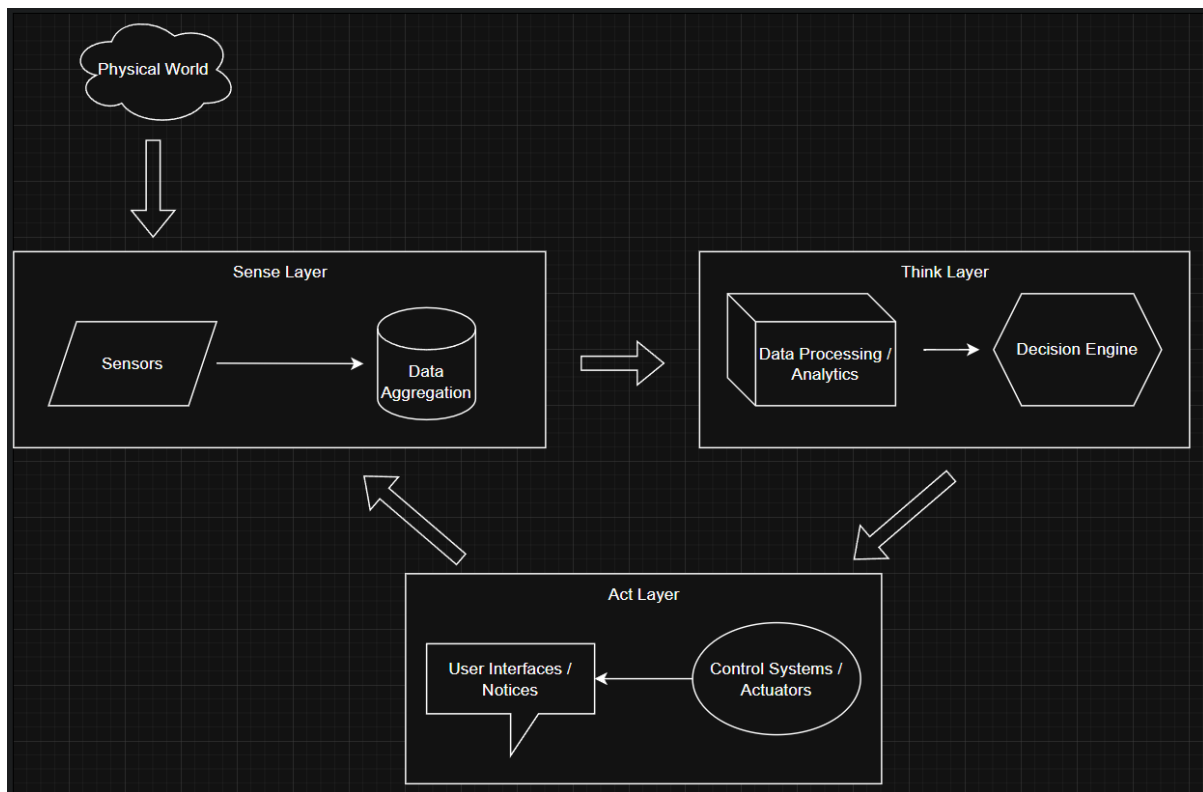 Physical World
Sense Layer
Sensors
Data
Aggregation
Think Layer
Data Processing /
Analytics
Decision Engine
Act Layer
User Interfaces /
Notices
Control Systems /
Actuators